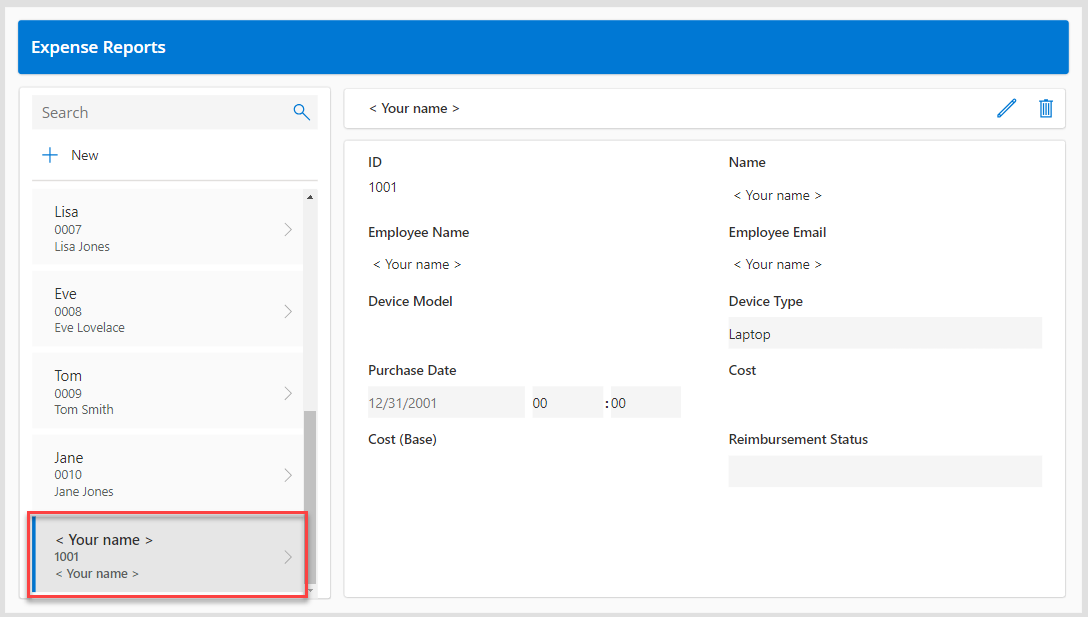 Expense Reports
Search
New
Lisa
0007
Lisa Jones
Eve
0008
Eve Lovelace
Tom
0009
Tom Smith
Jane
0010
Jane Jones
< Your name >
1001
< Your name >
< Your name >
ID
Name
1001
< Your name >
Employee Name
Employee Email
< Your name >
< Your name >
Device Model
Device Type
Laptop
Purchase Date
Cost
12/31/2001 00 : 00
Cost (Base)
Reimbursement Status